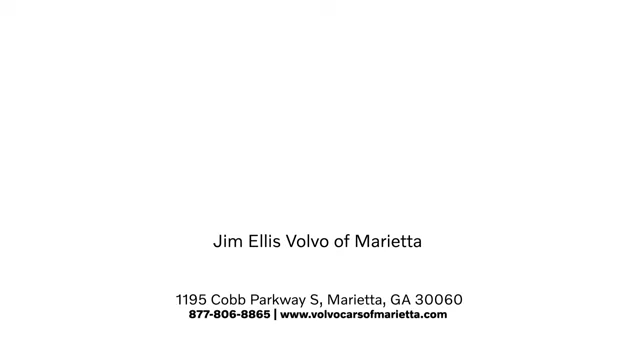 Jim Ellis Volvo of Marietta
1195 Cobb Parkway S, Marietta, GA 30060
877-806-8865 | www.volvocarsofmarietta.com